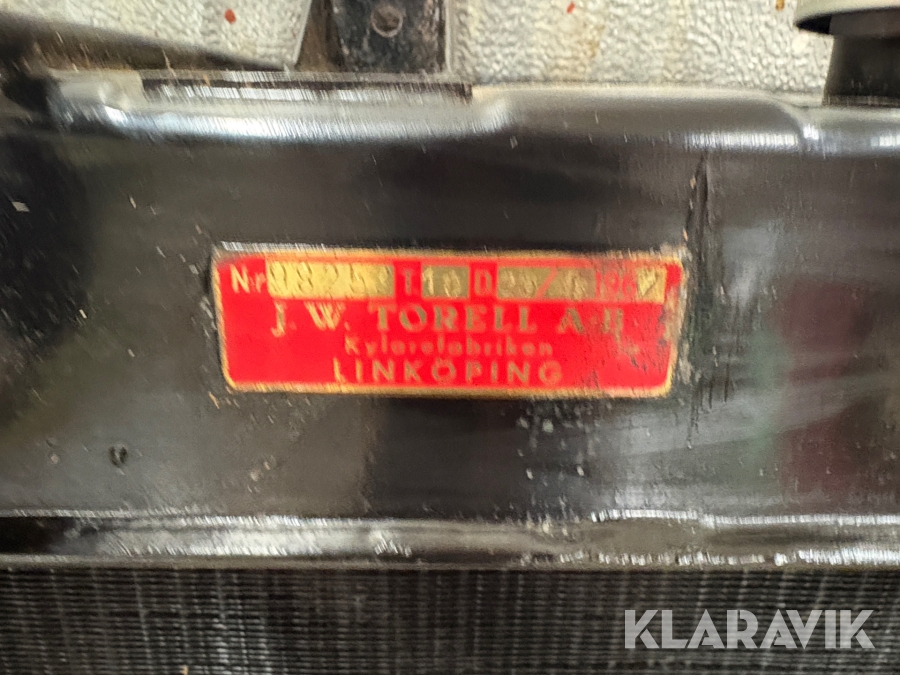 Nr T D
J. W. TORELL A-B
Kylarefabriken
LINKÖPING
KLARAVIK